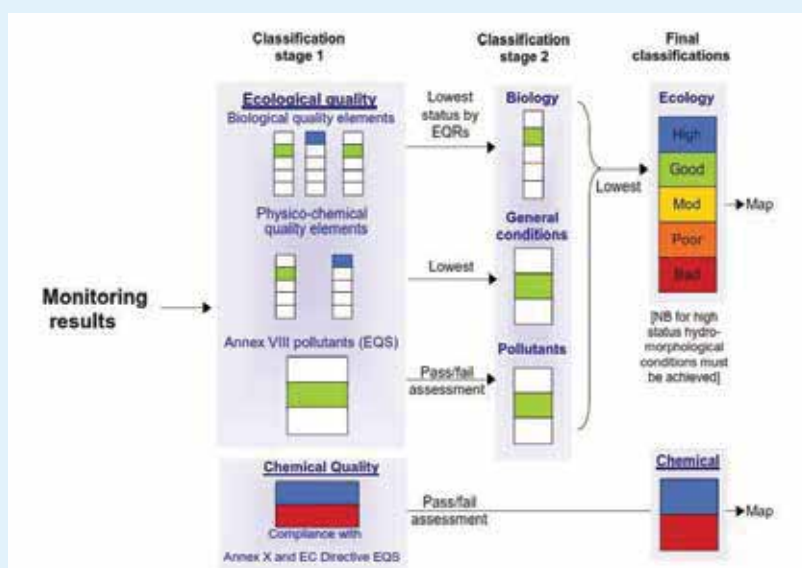 Classification
stage 1
Classification
stage 2
Final
classifications
Monitoring
results
Ecological quality
Biological quality elements
Physico-chemical
quality elements
Annex VIII pollutants (EQS)
Lowest
status by
EQRs
Lowest
Pass/fail
assessment
Biology
General
conditions
Pollutants
Lowest
Ecology
High
Good
Mod
Poor
Bad
Map
[NB for high
status hydro-
morphological
conditions must
be achieved]
Chemical Quality
Compliance with
Annex X and EC Directive EQS
Pass/fail
assessment
Chemical
Map